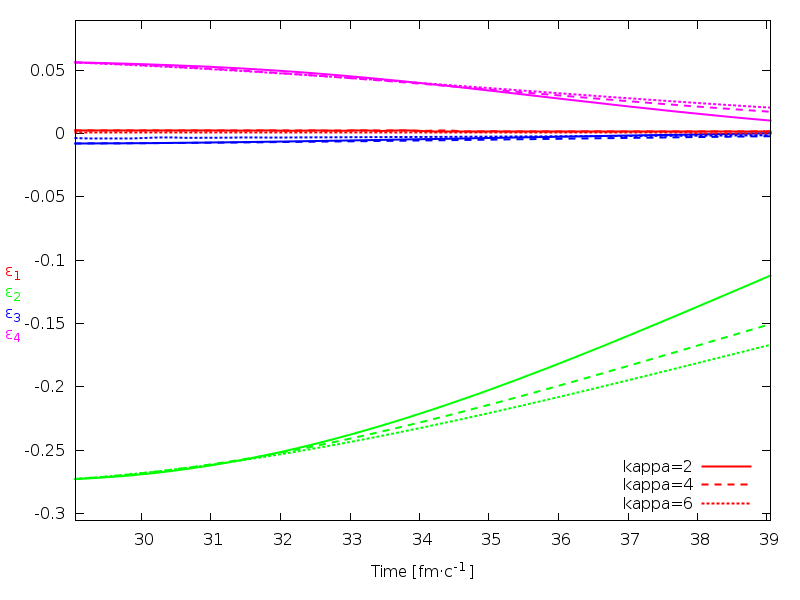 0.05
0
-0.05
-0.1
-0.15
-0.2
-0.25
-0.3
ε1
ε2
ε3
ε4
kappa=2
kappa=4
kappa=6
30 31 32 33 34 35 36 37 38 39
Time [fm·c-1]